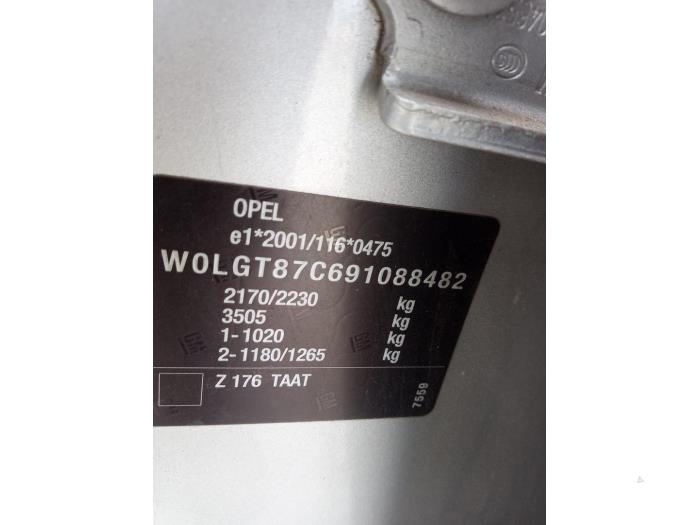 OPEL
e1*2001/116*0475
W0LGT87C691088482
2170/2230 kg
3505 kg
1-1020 kg
2-1180/1265 kg
Z 176 TAAT
7559